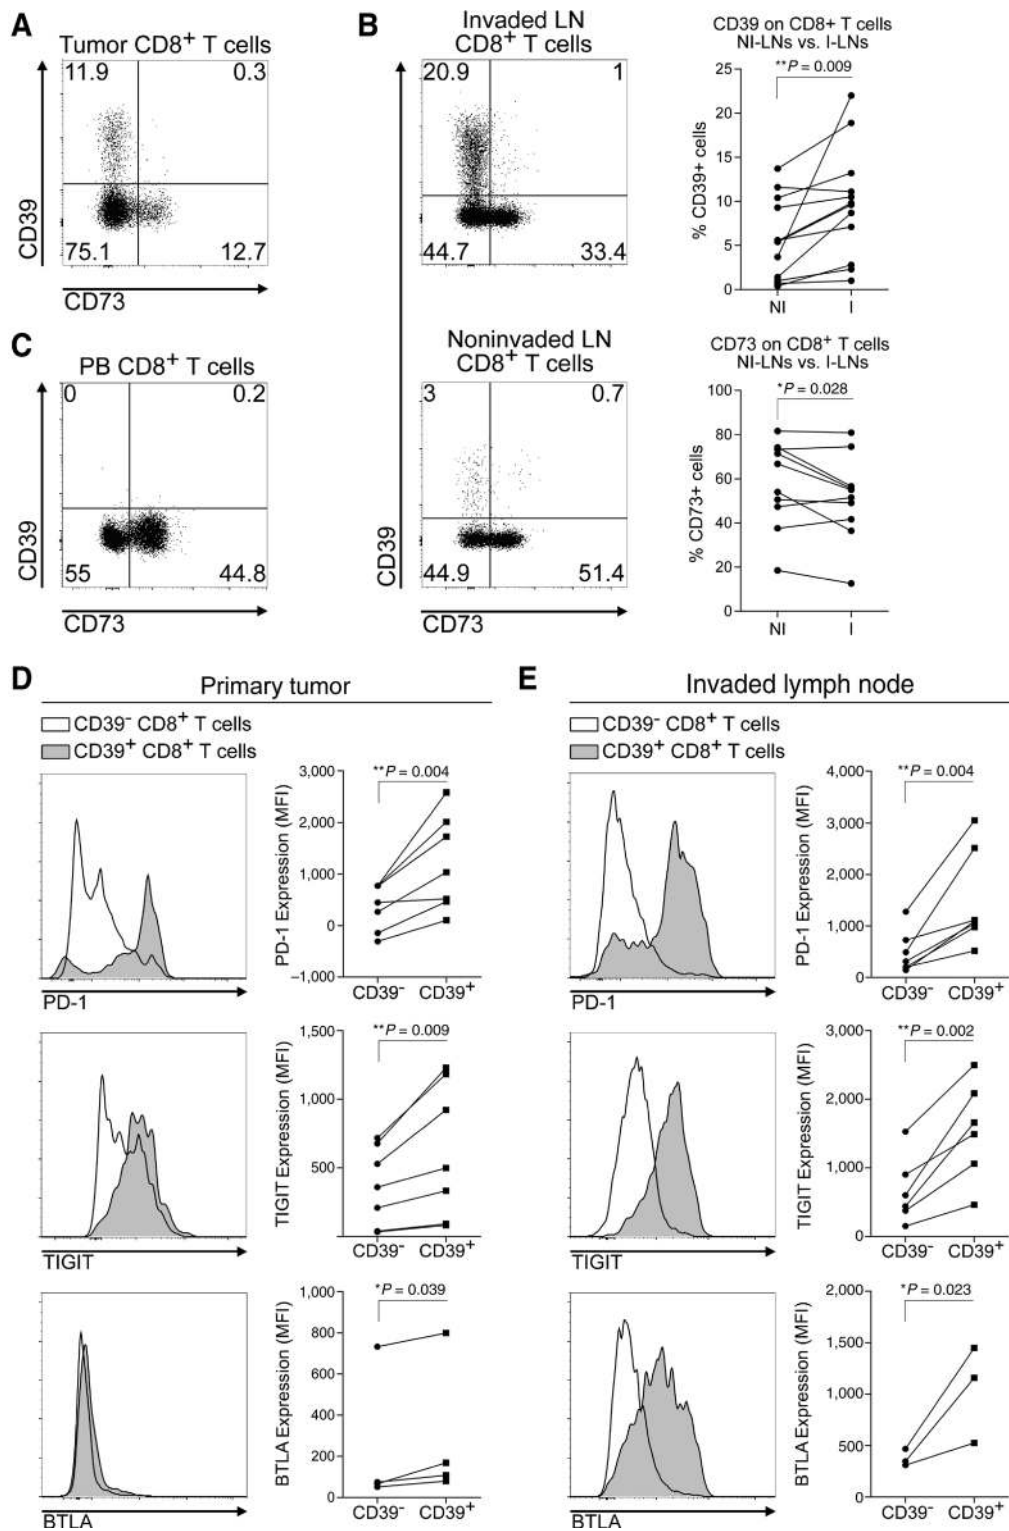 A
Tumor CD8+ T cells
11.9
0.3
75.1
12.7
CD39
CD73
B
Invaded LN
CD8+ T cells
20.9
1
44.7
33.4
CD39 on CD8+ T cells
NI-LNs vs. I-LNs
**P = 0.009
25
20
15
10
5
0
% CD39+ cells
NI
I
C
PB CD8+ T cells
0
0.2
55
44.8
CD39
CD73
Noninvaded LN
CD8+ T cells
3
0.7
44.9
51.4
CD39
CD73
CD73 on CD8+ T cells
NI-LNs vs. I-LNs
*P = 0.028
100
80
60
40
20
0
% CD73+ cells
NI
I
D
Primary tumor
CD39- CD8+ T cells
CD39+ CD8+ T cells
PD-1
PD-1 Expression (MFI)
3,000
2,000
1,000
0
–1,000
**P = 0.004
CD39-
CD39+
TIGIT
TIGIT Expression (MFI)
1,500
1,000
500
**P = 0.009
CD39-
CD39+
BTLA
BTLA Expression (MFI)
1,000
800
600
400
200
0
*P = 0.039
CD39-
CD39+
E
Invaded lymph node
CD39- CD8+ T cells
CD39+ CD8+ T cells
PD-1
PD-1 Expression (MFI)
4,000
3,000
2,000
1,000
0
**P = 0.004
CD39-
CD39+
TIGIT
TIGIT Expression (MFI)
3,000
2,000
1,000
0
**P = 0.002
CD39-
CD39+
BTLA
BTLA Expression (MFI)
2,000
1,500
1,000
500
0
*P = 0.023
CD39-
CD39+